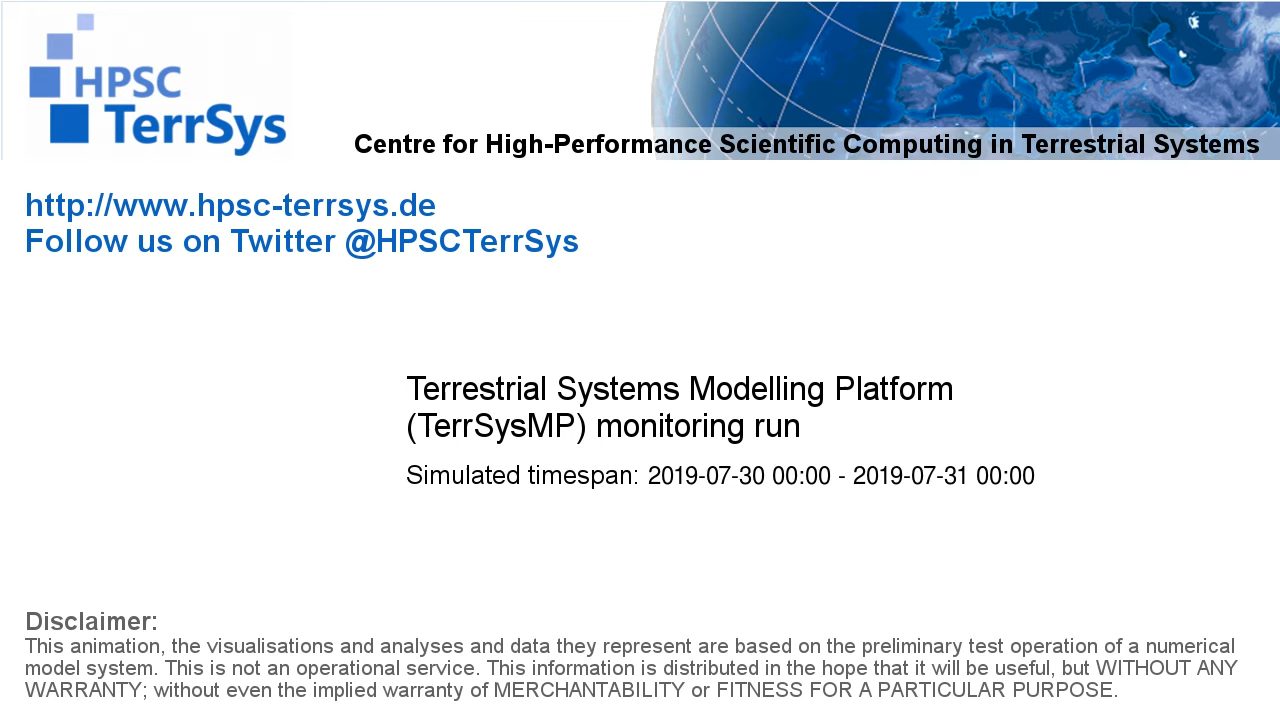 HPSC
TerrSys
Centre for High-Performance Scientific Computing in Terrestrial Systems
http://www.hpsc-terrsys.de
Follow us on Twitter @HPSCTerrSys
Terrestrial Systems Modelling Platform
(TerrSysMP) monitoring run
Simulated timespan: 2019-07-30 00:00 - 2019-07-31 00:00
Disclaimer:
This animation, the visualisations and analyses and data they represent are based on the preliminary test operation of a numerical
model system. This is not an operational service. This information is distributed in the hope that it will be useful, but WITHOUT ANY
WARRANTY; without even the implied warranty of MERCHANTABILITY or FITNESS FOR A PARTICULAR PURPOSE.